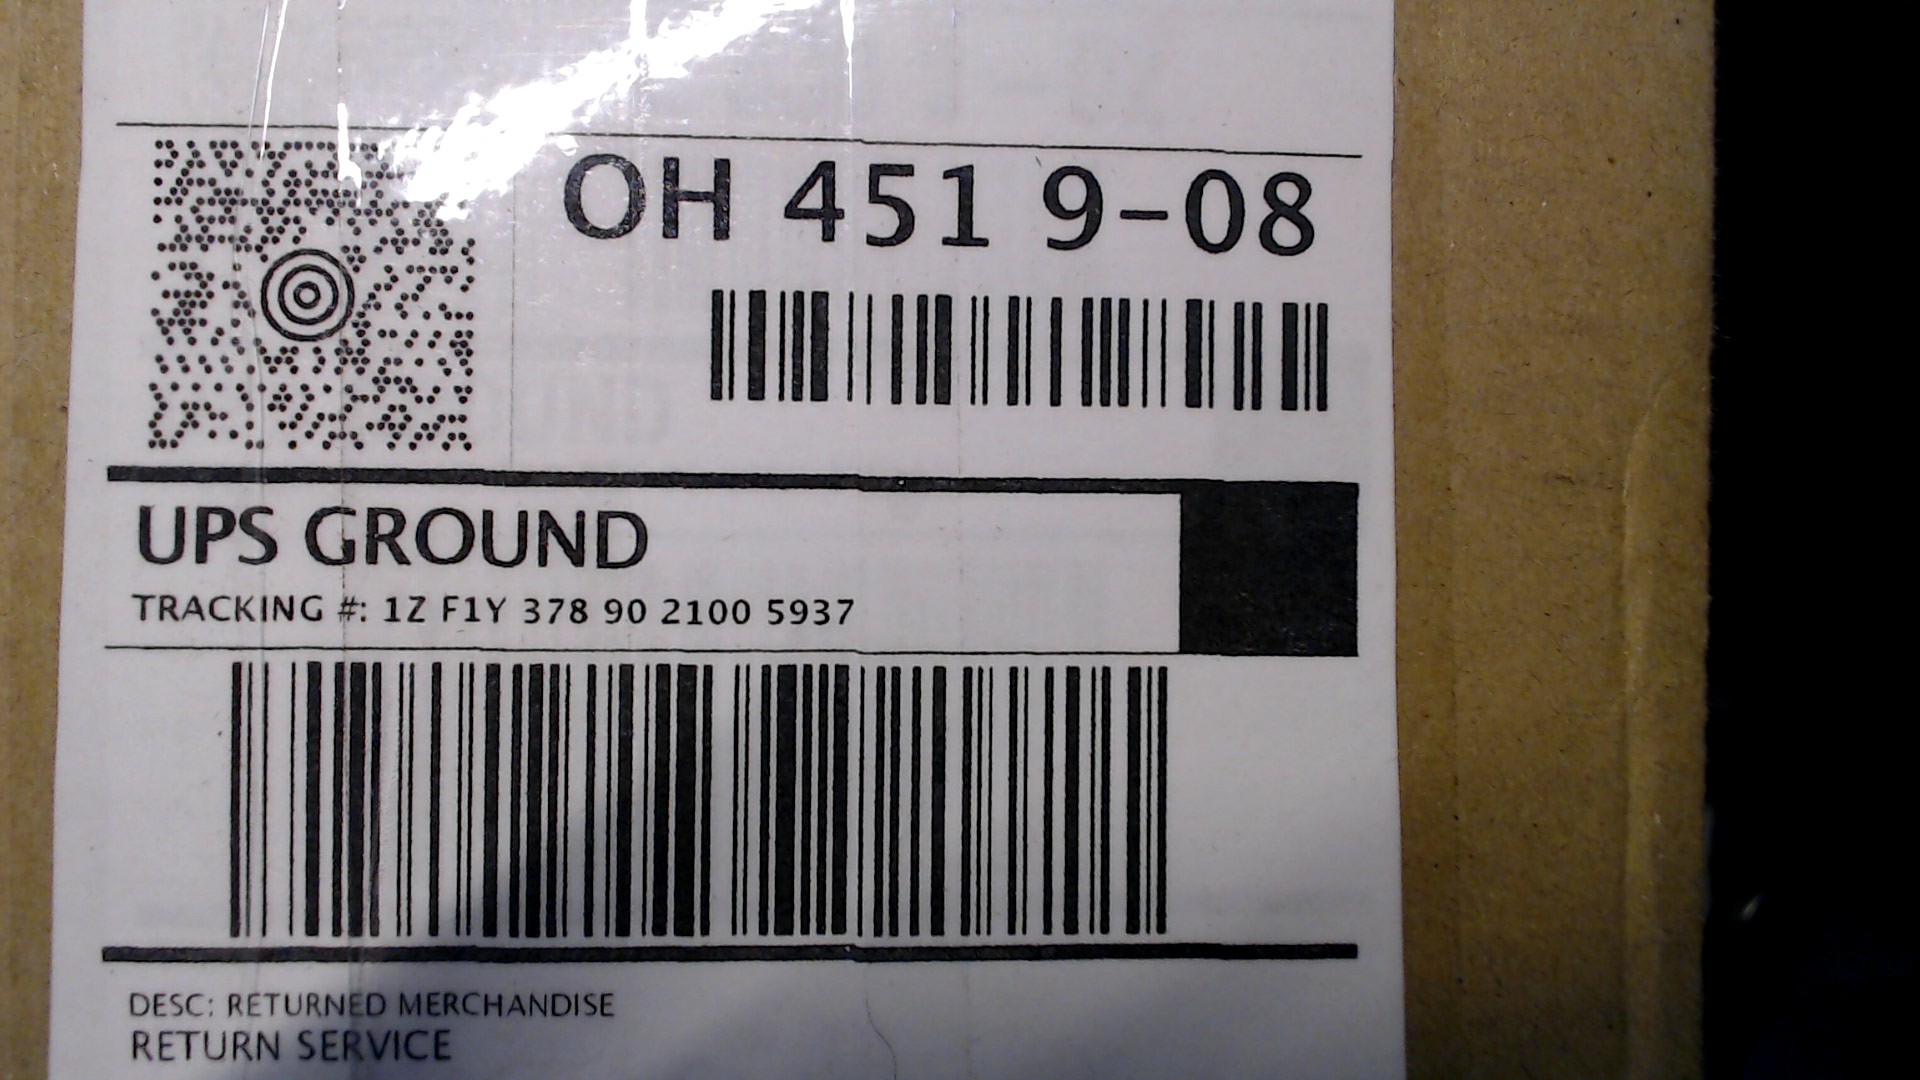 OH 451 9-08
UPS GROUND
TRACKING #: 1Z F1Y 378 90 2100 5937
DESC: RETURNED MERCHANDISE
RETURN SERVICE